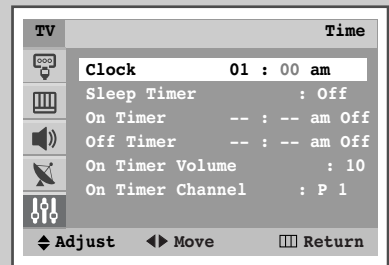 TV Time
Clock 01 : 00 am
Sleep Timer : Off
On Timer -- : -- am Off
Off Timer -- : -- am Off
On Timer Volume : 10
On Timer Channel : P 1
Adjust Move Return